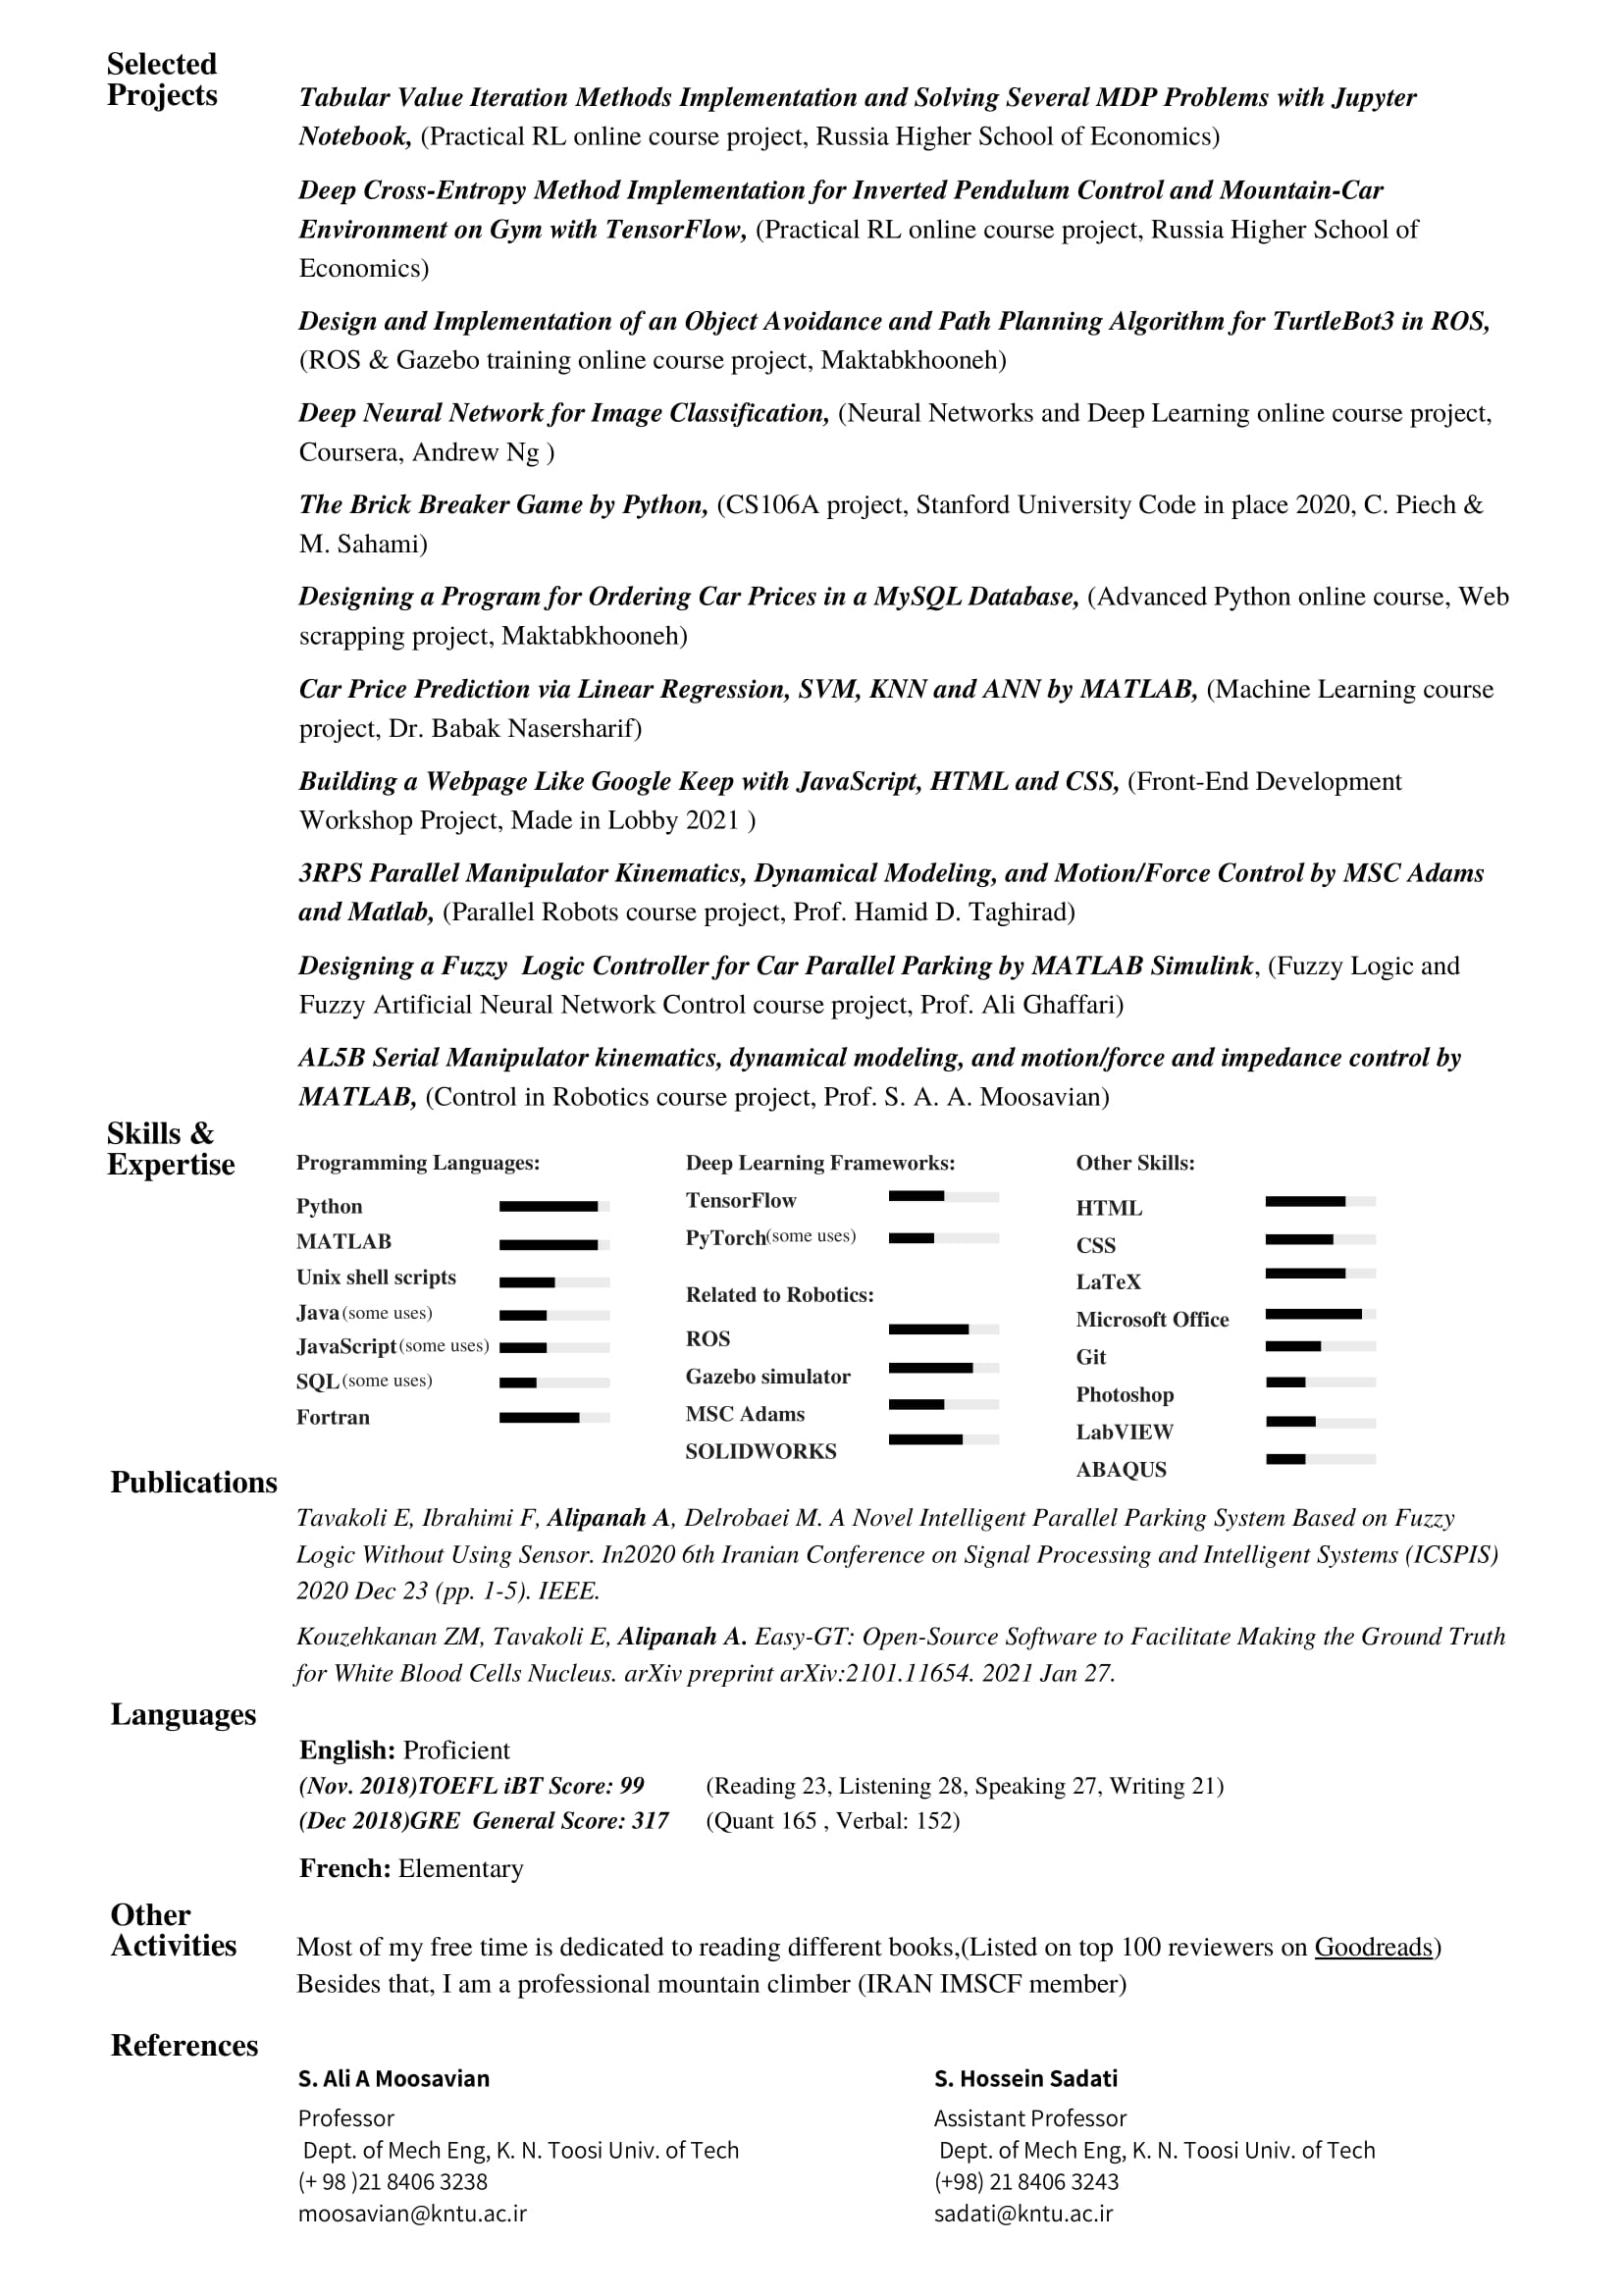 Selected
Projects
Tabular Value Iteration Methods Implementation and Solving Several MDP Problems with Jupyter
Notebook, (Practical RL online course project, Russia Higher School of Economics)
Deep Cross-Entropy Method Implementation for Inverted Pendulum Control and Mountain-Car
Environment on Gym with TensorFlow, (Practical RL online course project, Russia Higher School of
Economics)
Design and Implementation of an Object Avoidance and Path Planning Algorithm for TurtleBot3 in ROS,
(ROS & Gazebo training online course project, Maktabkhooneh)
Deep Neural Network for Image Classification, (Neural Networks and Deep Learning online course project,
Coursera, Andrew Ng )
The Brick Breaker Game by Python, (CS106A project, Stanford University Code in place 2020, C. Piech &
M. Sahami)
Designing a Program for Ordering Car Prices in a MySQL Database, (Advanced Python online course, Web
scrapping project, Maktabkhooneh)
Car Price Prediction via Linear Regression, SVM, KNN and ANN by MATLAB, (Machine Learning course
project, Dr. Babak Nasersharif)
Building a Webpage Like Google Keep with JavaScript, HTML and CSS, (Front-End Development
Workshop Project, Made in Lobby 2021 )
3RPS Parallel Manipulator Kinematics, Dynamical Modeling, and Motion/Force Control by MSC Adams
and Matlab, (Parallel Robots course project, Prof. Hamid D. Taghirad)
Designing a Fuzzy  Logic Controller for Car Parallel Parking by MATLAB Simulink, (Fuzzy Logic and
Fuzzy Artificial Neural Network Control course project, Prof. Ali Ghaffari)
AL5B Serial Manipulator kinematics, dynamical modeling, and motion/force and impedance control by
MATLAB, (Control in Robotics course project, Prof. S. A. A. Moosavian)
Skills &
Expertise
Programming Languages:
Python
MATLAB
Unix shell scripts
Java(some uses)
JavaScript(some uses)
SQL(some uses)
Fortran
Deep Learning Frameworks:
TensorFlow
PyTorch(some uses)
Related to Robotics:
ROS
Gazebo simulator
MSC Adams
SOLIDWORKS
Other Skills:
HTML
CSS
LaTeX
Microsoft Office
Git
Photoshop
LabVIEW
ABAQUS
Publications
Tavakoli E, Ibrahimi F, Alipanah A, Delrobaei M. A Novel Intelligent Parallel Parking System Based on Fuzzy
Logic Without Using Sensor. In2020 6th Iranian Conference on Signal Processing and Intelligent Systems (ICSPIS)
2020 Dec 23 (pp. 1-5). IEEE.
Kouzehkanan ZM, Tavakoli E, Alipanah A. Easy-GT: Open-Source Software to Facilitate Making the Ground Truth
for White Blood Cells Nucleus. arXiv preprint arXiv:2101.11654. 2021 Jan 27.
Languages
English: Proficient
(Nov. 2018)TOEFL iBT Score: 99 (Reading 23, Listening 28, Speaking 27, Writing 21)
(Dec 2018)GRE  General Score: 317 (Quant 165 , Verbal: 152)
French: Elementary
Other
Activities
Most of my free time is dedicated to reading different books,(Listed on top 100 reviewers on Goodreads)
Besides that, I am a professional mountain climber (IRAN IMSCF member)
References
S. Ali A Moosavian
Professor
Dept. of Mech Eng, K. N. Toosi Univ. of Tech
(+ 98 )21 8406 3238
moosavian@kntu.ac.ir
S. Hossein Sadati
Assistant Professor
Dept. of Mech Eng, K. N. Toosi Univ. of Tech
(+98) 21 8406 3243
sadati@kntu.ac.ir